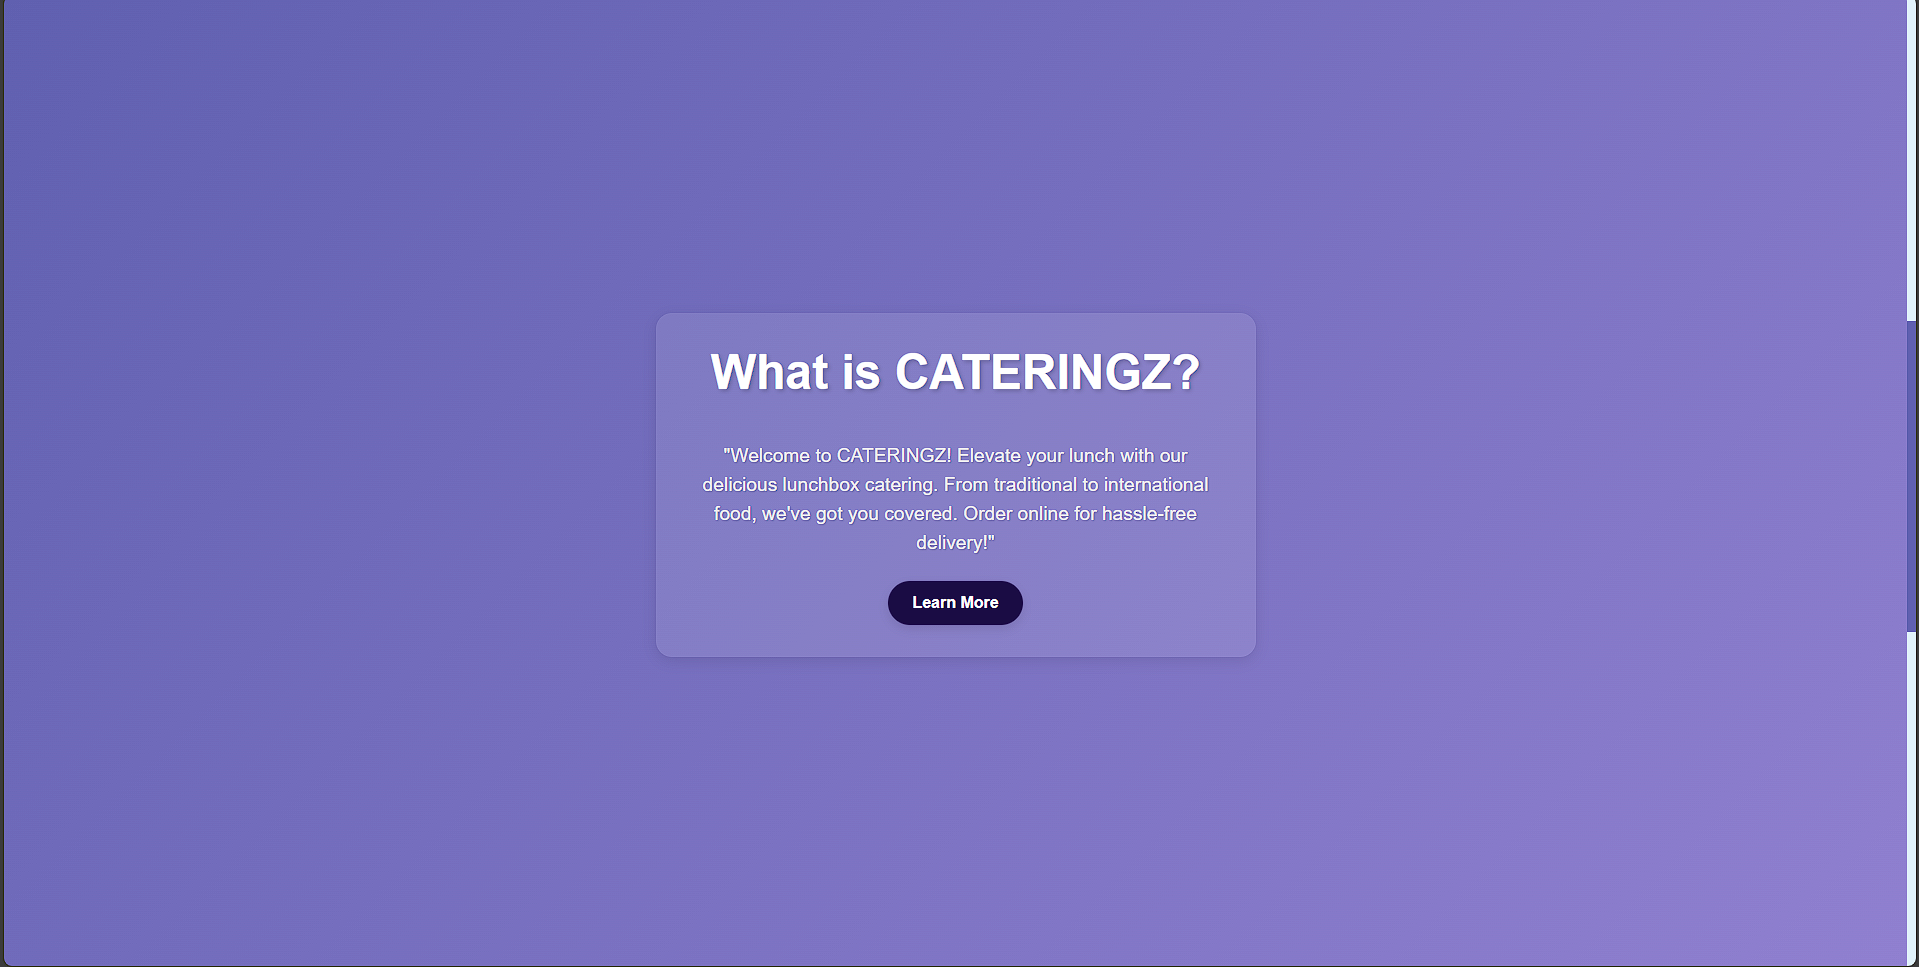 What is CATERINGZ?
"Welcome to CATERINGZ! Elevate your lunch with our
delicious lunchbox catering. From traditional to international
food, we've got you covered. Order online for hassle-free
delivery!"
Learn More